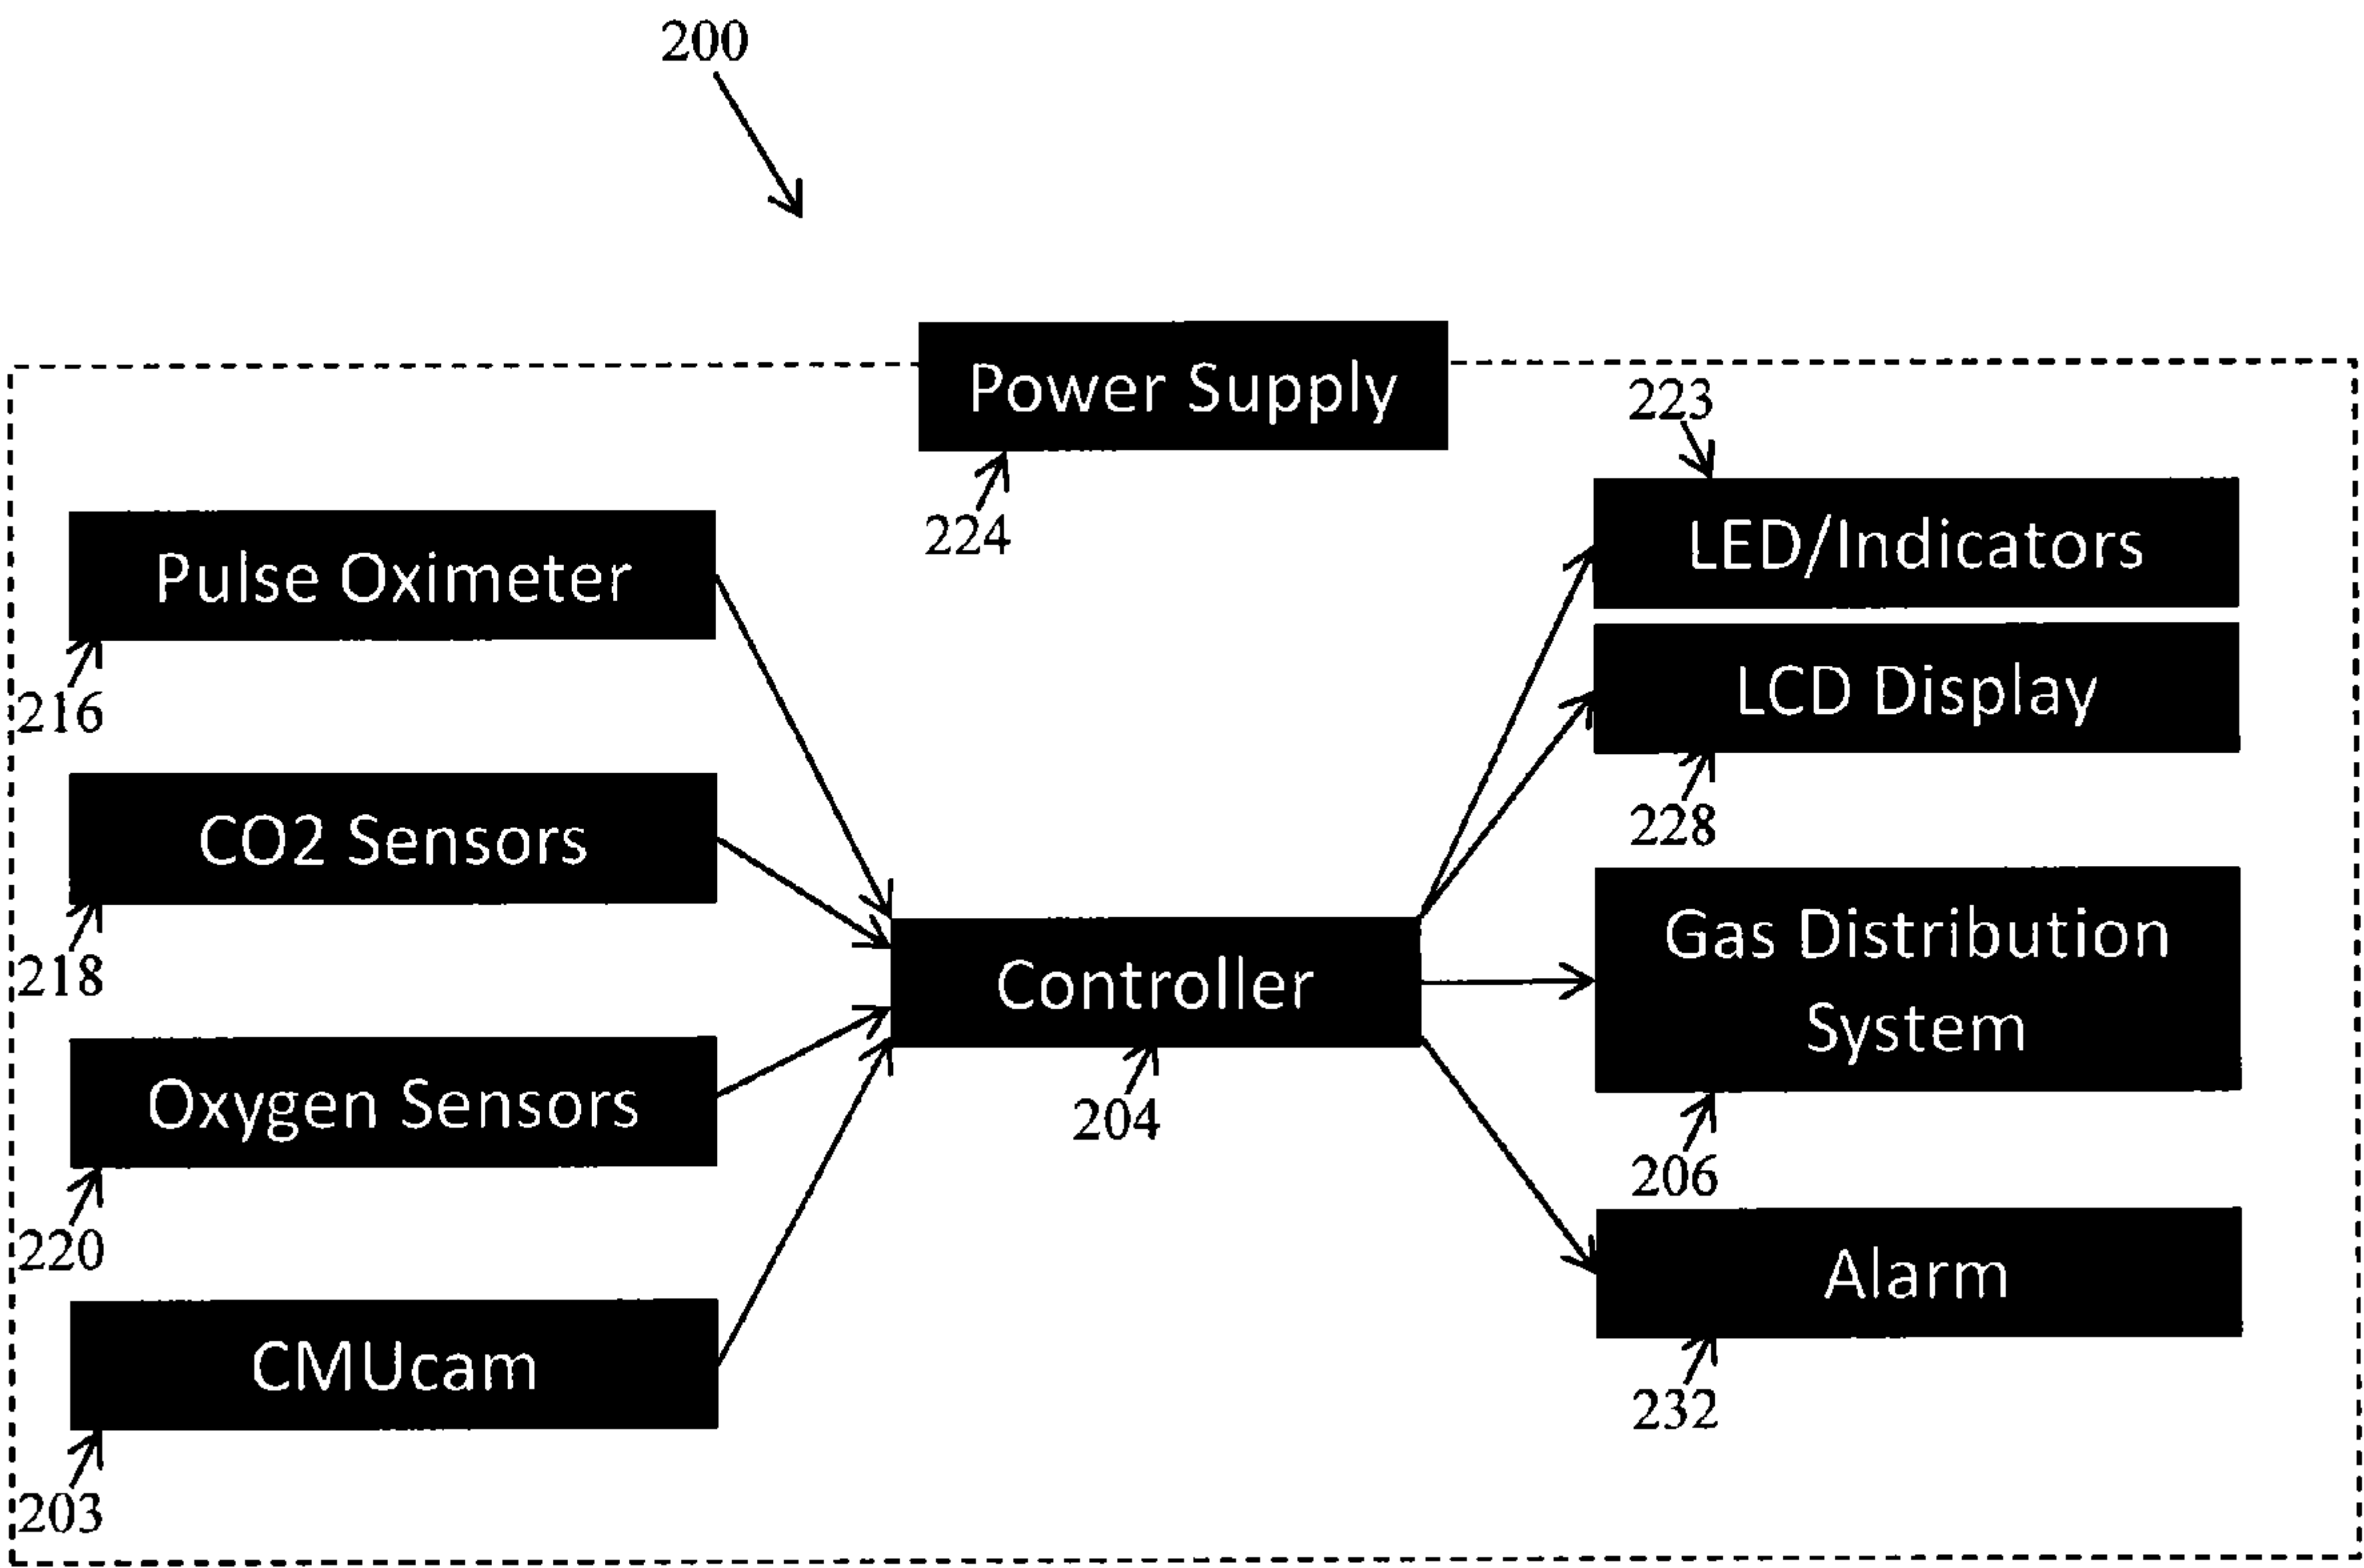 200
Power Supply
224
223
LED/Indicators
Pulse Oximeter
216
LCD Display
228
CO2 Sensors
218
Gas Distribution
System
206
Controller
204
Oxygen Sensors
220
Alarm
232
CMUcam
203